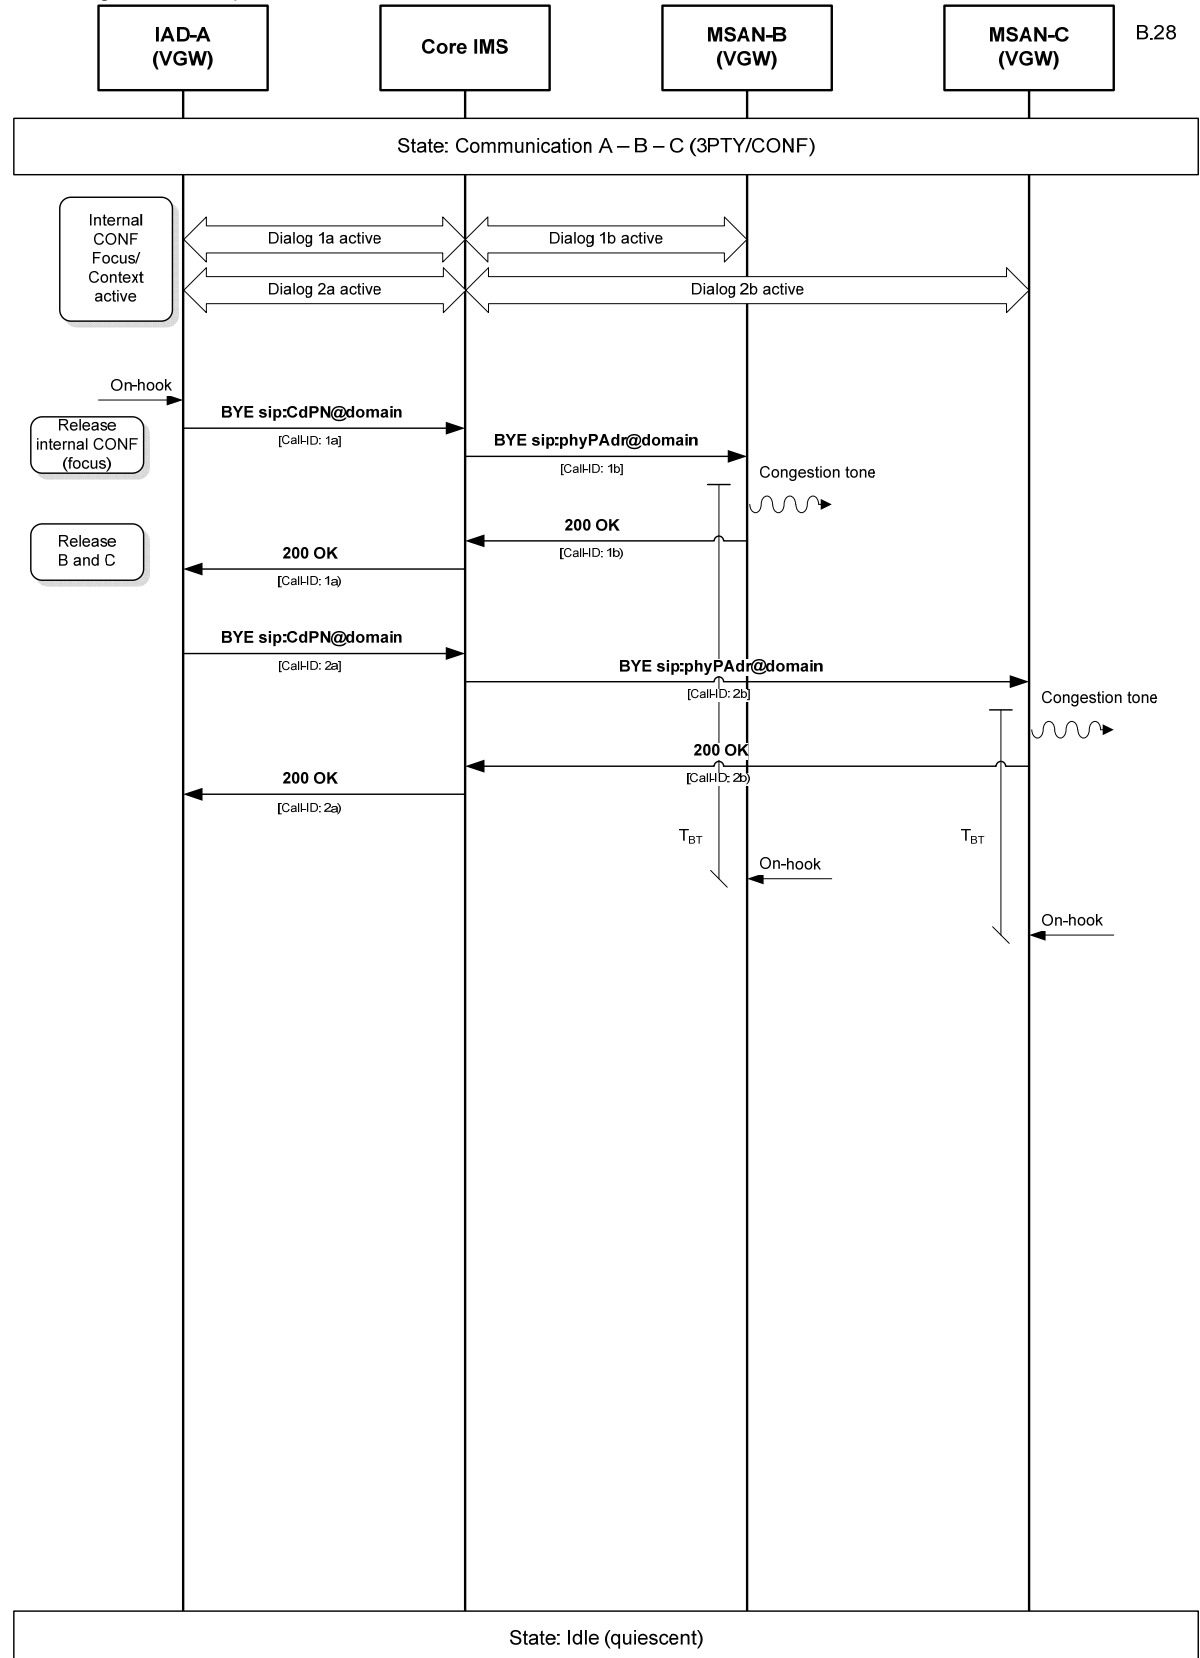 IAD-A
(VGW)
Core IMS
MSAN-B
(VGW)
MSAN-C
(VGW)
B.28
State: Communication A – B – C (3PTY/CONF)
Internal
CONF
Focus/
Context
active
Dialog 1a active
Dialog 1b active
Dialog 2a active
Dialog 2b active
On-hook
BYE sip:CdPN@domain
[Call-ID: 1a]
Release
internal CONF
(focus)
BYE sip:phyPAdr@domain
[Call-ID: 1b]
Congestion tone
200 OK
[Call-ID: 1b)
Release
B and C
200 OK
[Call-ID: 1a)
BYE sip:CdPN@domain
[Call-ID: 2a]
BYE sip:phyPAdr@domain
[Call-ID: 2b]
Congestion tone
200 OK
[Call-ID: 2b)
200 OK
[Call-ID: 2a)
TBT
TBT
On-hook
On-hook
State: Idle (quiescent)